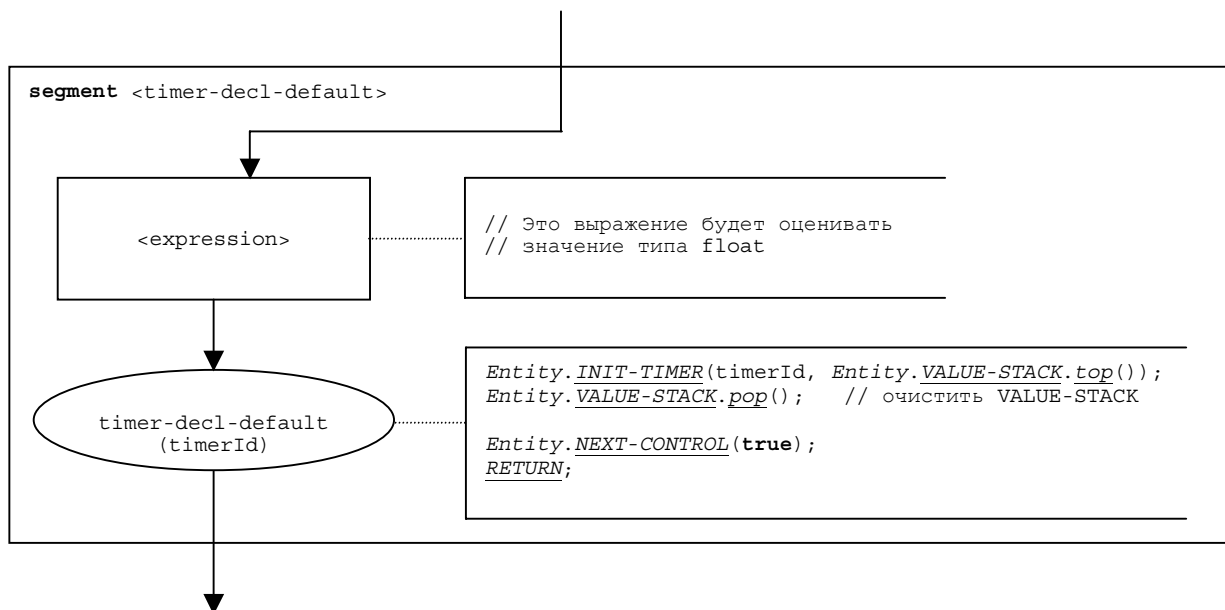 segment <timer-decl-default>
<expression>
// Это выражение будет оценивать
// значение типа float
timer-decl-default
(timerId)
Entity.INIT-TIMER(timerId, Entity.VALUE-STACK.top());
Entity.VALUE-STACK.pop(); // очистить VALUE-STACK
Entity.NEXT-CONTROL(true);
RETURN;